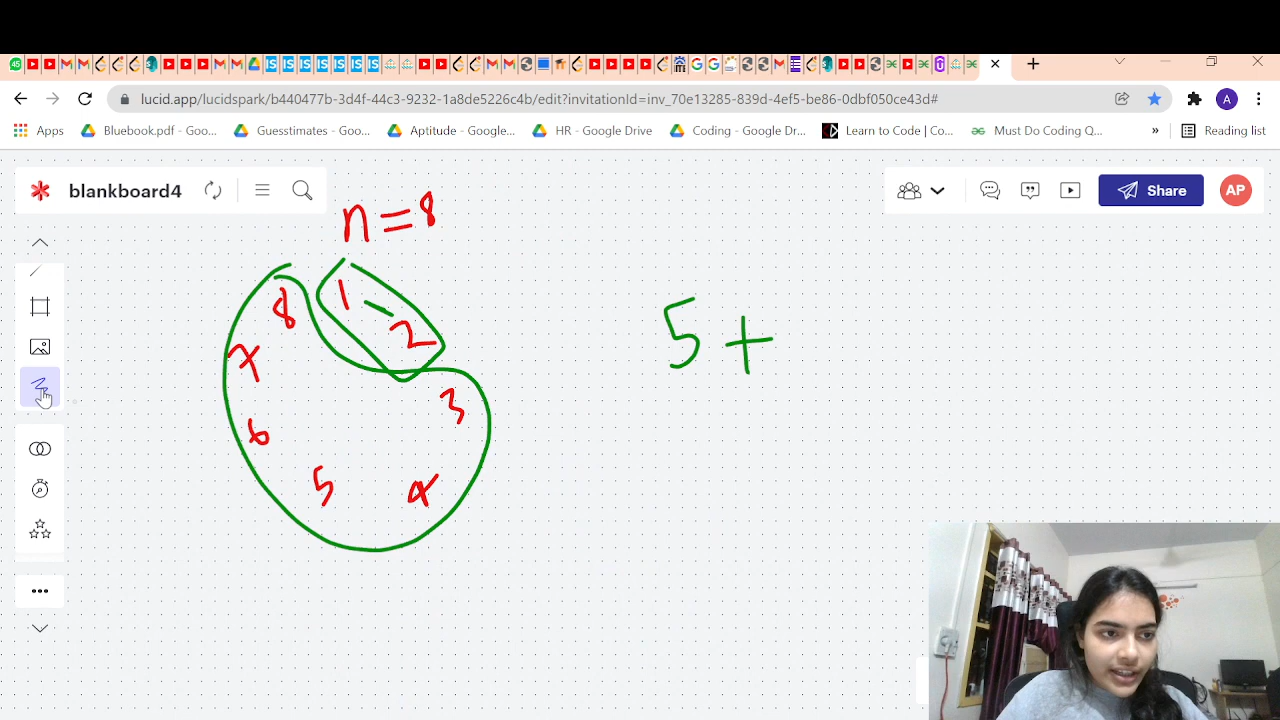 45
lucid.app/lucidspark/b440477b-3d4f-44c3-9232-1a8de5226c4b/edit?invitationId=inv_70e13285-839d-4ef5-be86-0dbf050ce43d#
A
Apps Bluebook.pdf - Goo... Guesstimates - Goo... Aptitude - Google... HR - Google Drive Coding - Google Dr... Learn to Code | Co... Must Do Coding Q... » Reading list
blankboard4 Share AP
n=8
8 1 - 2
7 3
6
5 4
5 +